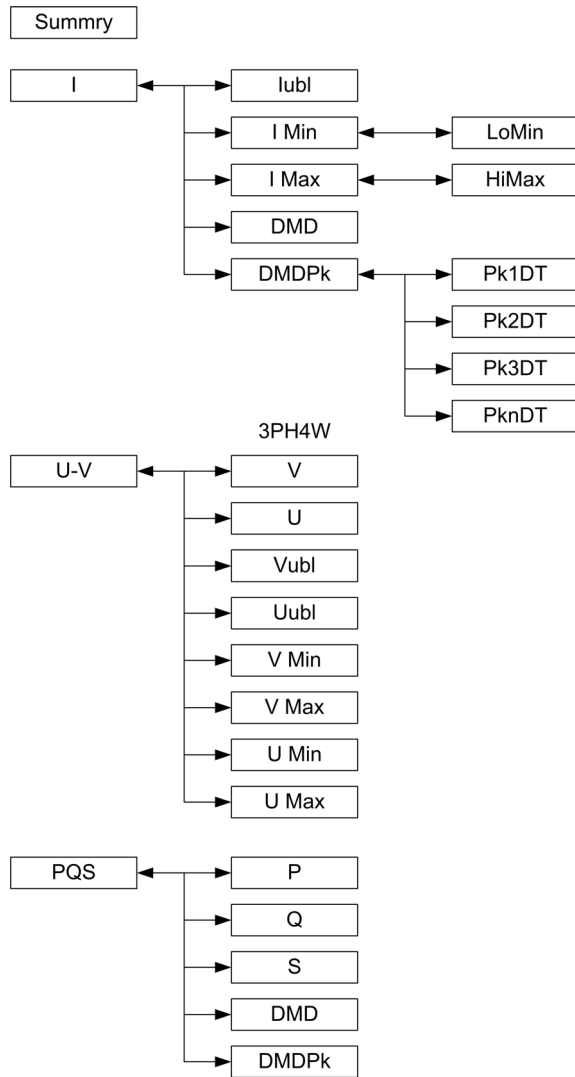 Summry
I
Iubl
I Min
LoMin
I Max
HiMax
DMD
DMDPk
Pk1DT
Pk2DT
Pk3DT
PknDT
3PH4W
U-V
V
U
Vubl
Uubl
V Min
V Max
U Min
U Max
PQS
P
Q
S
DMD
DMDPk